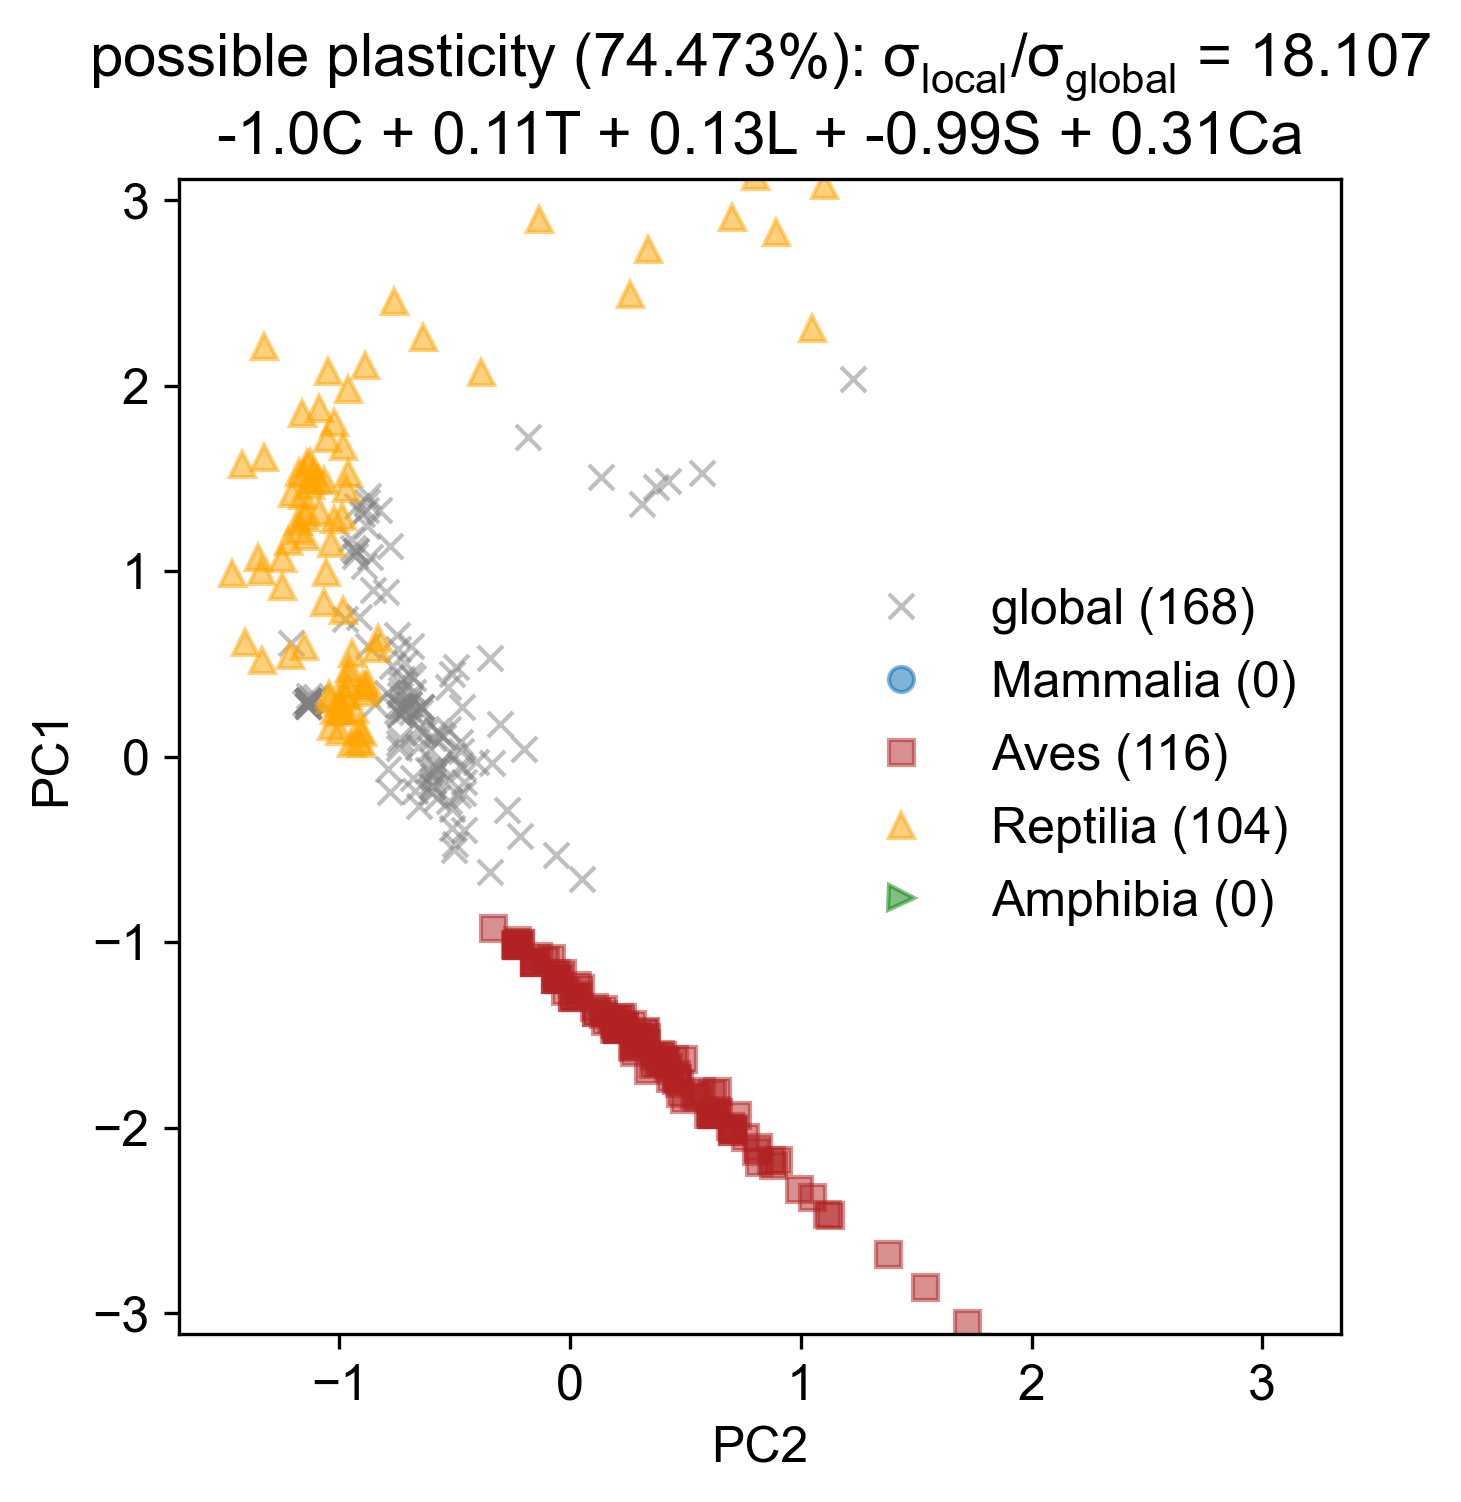 possible plasticity (74.473%): σlocal/σglobal = 18.107
-1.0C + 0.11T + 0.13L + -0.99S + 0.31Ca
3
2
1
0
−1
−2
−3
PC1
global (168)
Mammalia (0)
Aves (116)
Reptilia (104)
Amphibia (0)
−1
0
1
2
3
PC2